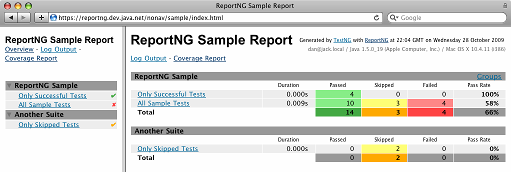 ReportNG Sample Report
https://reportng.dev.java.net/nonav/sample/index.html
Google
ReportNG Sample Report
Overview - Log Output -
Coverage Report
ReportNG Sample
Only Successful Tests
All Sample Tests
Another Suite
Only Skipped Tests
ReportNG Sample Report
Generated by TestNG with ReportNG at 22:04 GMT on Wednesday 28 October 2009
dan@jack.local / Java 1.5.0_19 (Apple Computer, Inc.) / Mac OS X 10.4.11 (i386)
Log Output - Coverage Report
ReportNG Sample Groups
Duration Passed Skipped Failed Pass Rate
Only Successful Tests 0.000s 4 0 0 100%
All Sample Tests 0.009s 10 3 4 58%
Total 14 3 4 66%
Another Suite
Duration Passed Skipped Failed Pass Rate
Only Skipped Tests 0.000s 0 2 0 0%
Total 0 2 0 0%